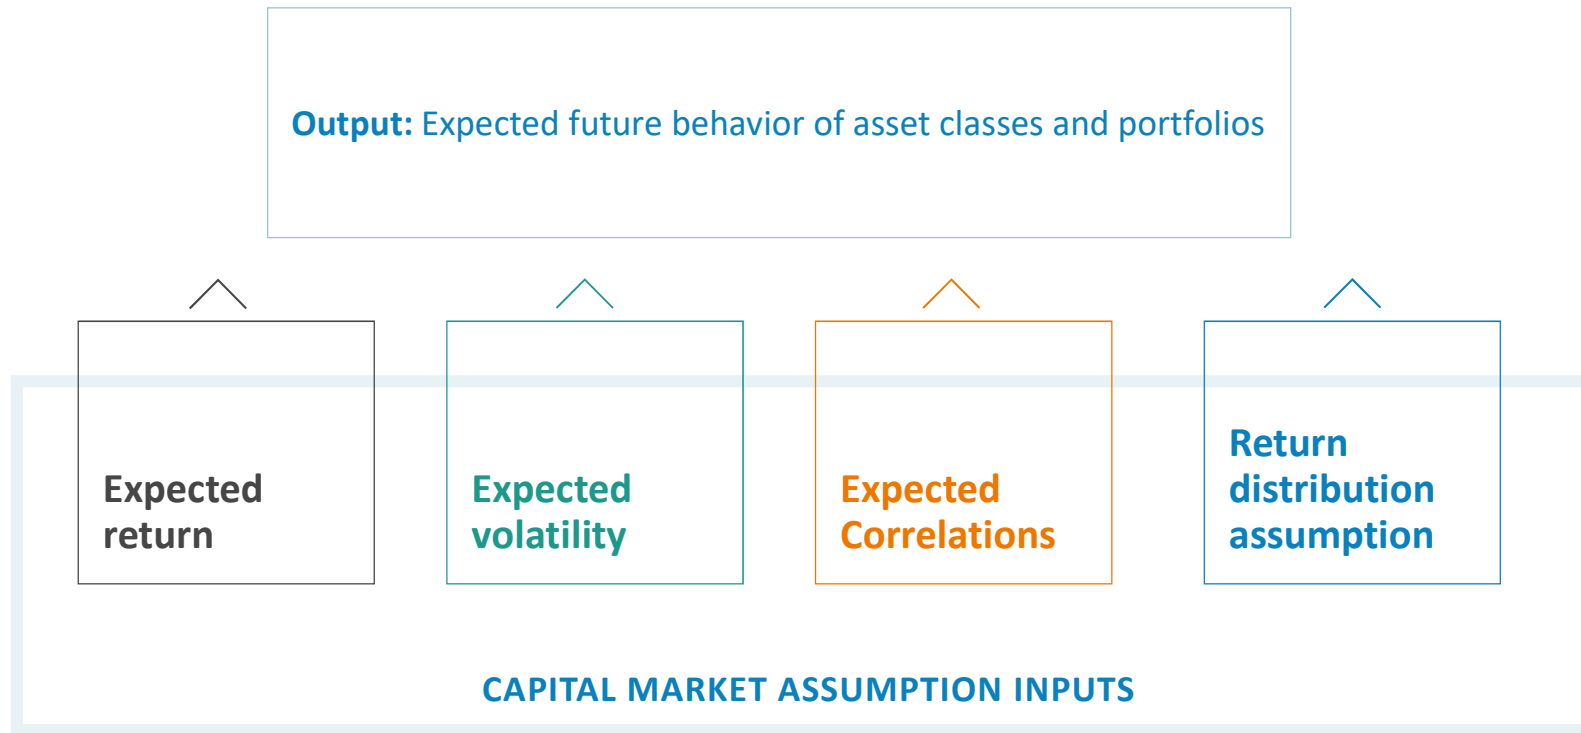 Output: Expected future behavior of asset classes and portfolios
Expected
return
Expected
volatility
Expected
Correlations
Return
distribution
assumption
CAPITAL MARKET ASSUMPTION INPUTS